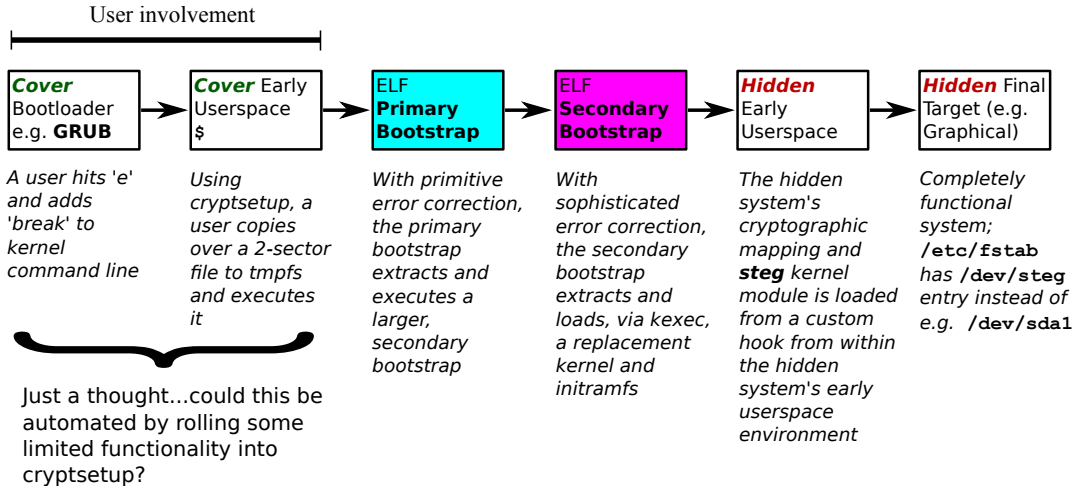 User involvement
Cover
Bootloader
e.g. GRUB
Cover Early
Userspace
$
ELF
Primary
Bootstrap
ELF
Secondary
Bootstrap
Hidden
Early
Userspace
Hidden Final
Target (e.g.
Graphical)
A user hits 'e'
and adds
'break' to
kernel
command line
Using
cryptsetup, a
user copies
over a 2-sector
file to tmpfs
and executes
it
With primitive
error correction,
the primary
bootstrap
extracts and
executes a
larger,
secondary
bootstrap
With
sophisticated
error correction,
the secondary
bootstrap
extracts and
loads, via kexec,
a replacement
kernel and
initramfs
The hidden
system's
cryptographic
mapping and
steg kernel
module is loaded
from a custom
hook from within
the hidden
system's early
userspace
environment
Completely
functional
system;
/etc/fstab
has /dev/steg
entry instead of
e.g. /dev/sda1
Just a thought...could this be
automated by rolling some
limited functionality into
cryptsetup?